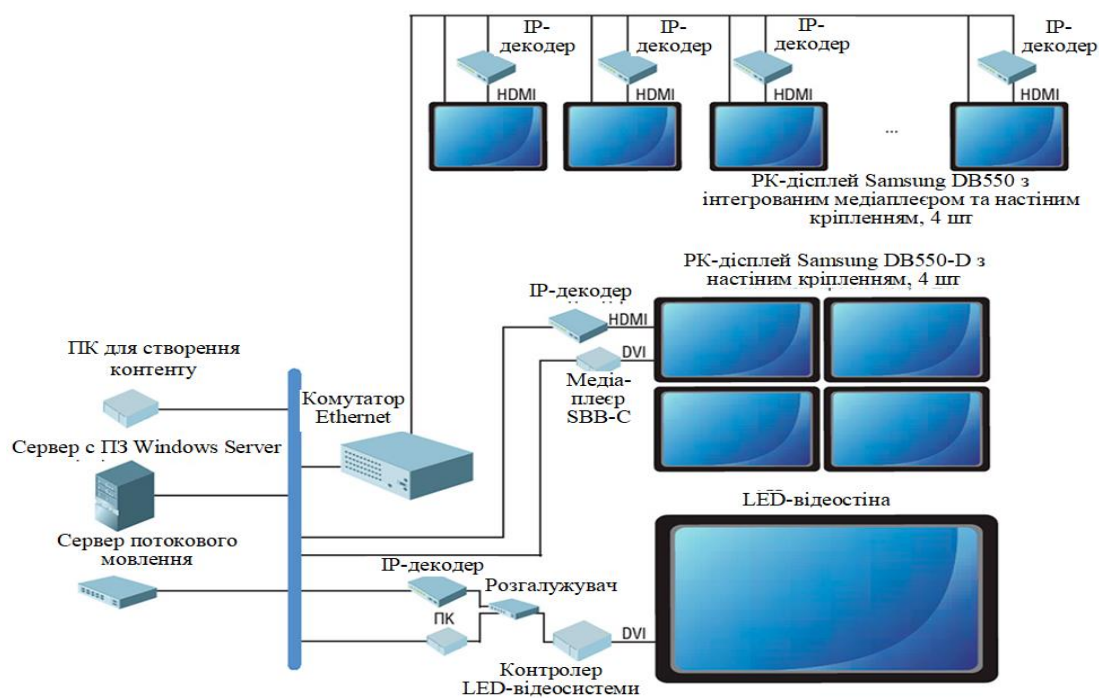 IP-
декодер
IP-
декодер
IP-
декодер
IP-
декодер
HDMI
HDMI
HDMI
HDMI
...
РК-дісплей Samsung DB550 з
інтегрованим медіаплеєром та настіним
кріпленням, 4 шт
РК-дісплей Samsung DB550-D з
настіним кріпленням, 4 шт
IP-декодер
HDMI
DVI
Медіа-
плеєр
SBB-C
ПК для створення
контенту
Комутатор
Ethernet
Сервер с ПЗ Windows Server
Сервер потокового
мовлення
LED-відеостіна
IP-декодер
Розгалужувач
ПК
DVI
Контролер
LED-відеосистеми